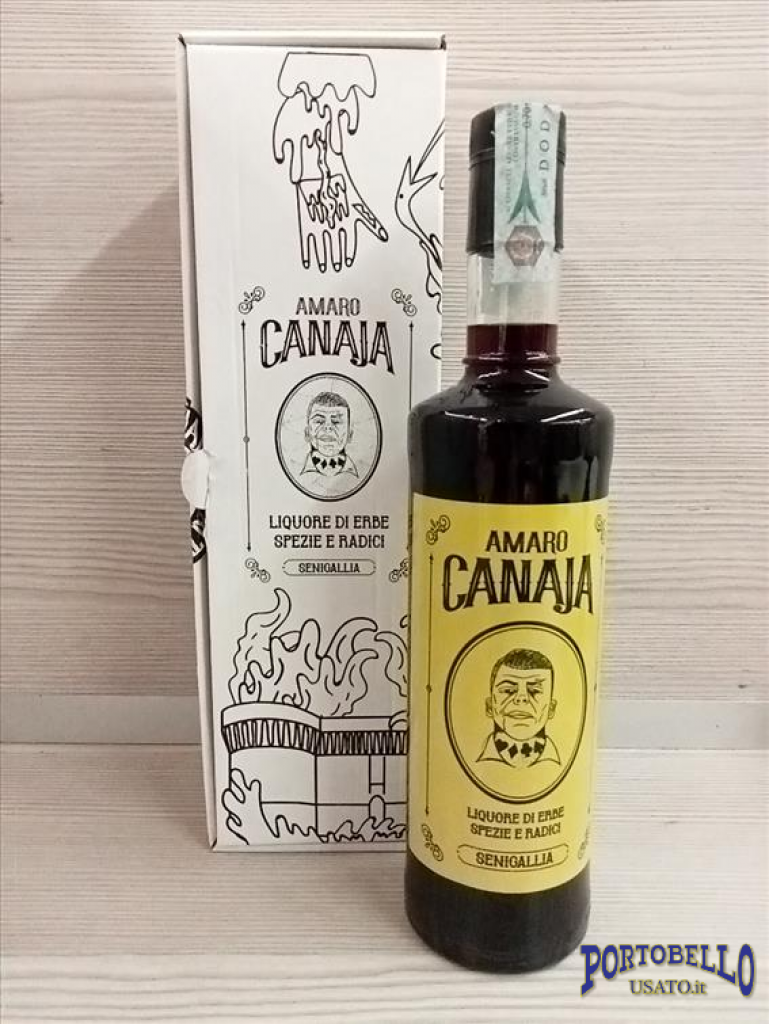 AMARO
CANAJA
LIQUORE DI ERBE
SPEZIE E RADICI
SENIGALLIA
AMARO
CANAJA
LIQUORE DI ERBE
SPEZIE E RADICI
SENIGALLIA
PORTOBELLO
USATO.it